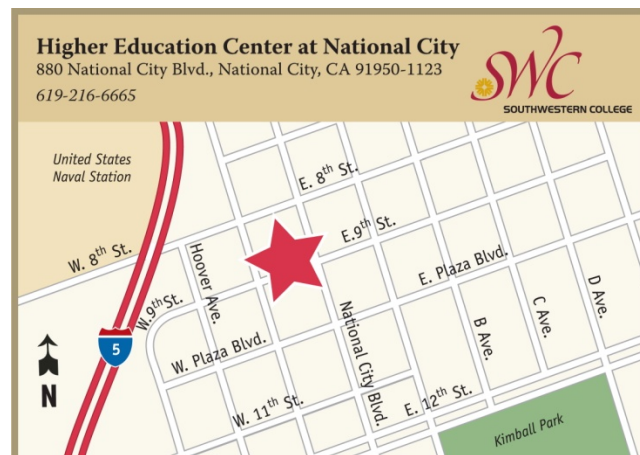 Higher Education Center at National City
880 National City Blvd., National City, CA 91950-1123
619-216-6665
SWC
SOUTHWESTERN COLLEGE
United States
Naval Station
E. 8th St.
W. 8th St.
E.9th St.
Hoover Ave.
W.9th St.
E. Plaza Blvd.
D Ave.
C Ave.
B Ave.
National City Blvd.
5
W. Plaza Blvd.
N
W. 11th St.
E. 12th St.
Kimball Park